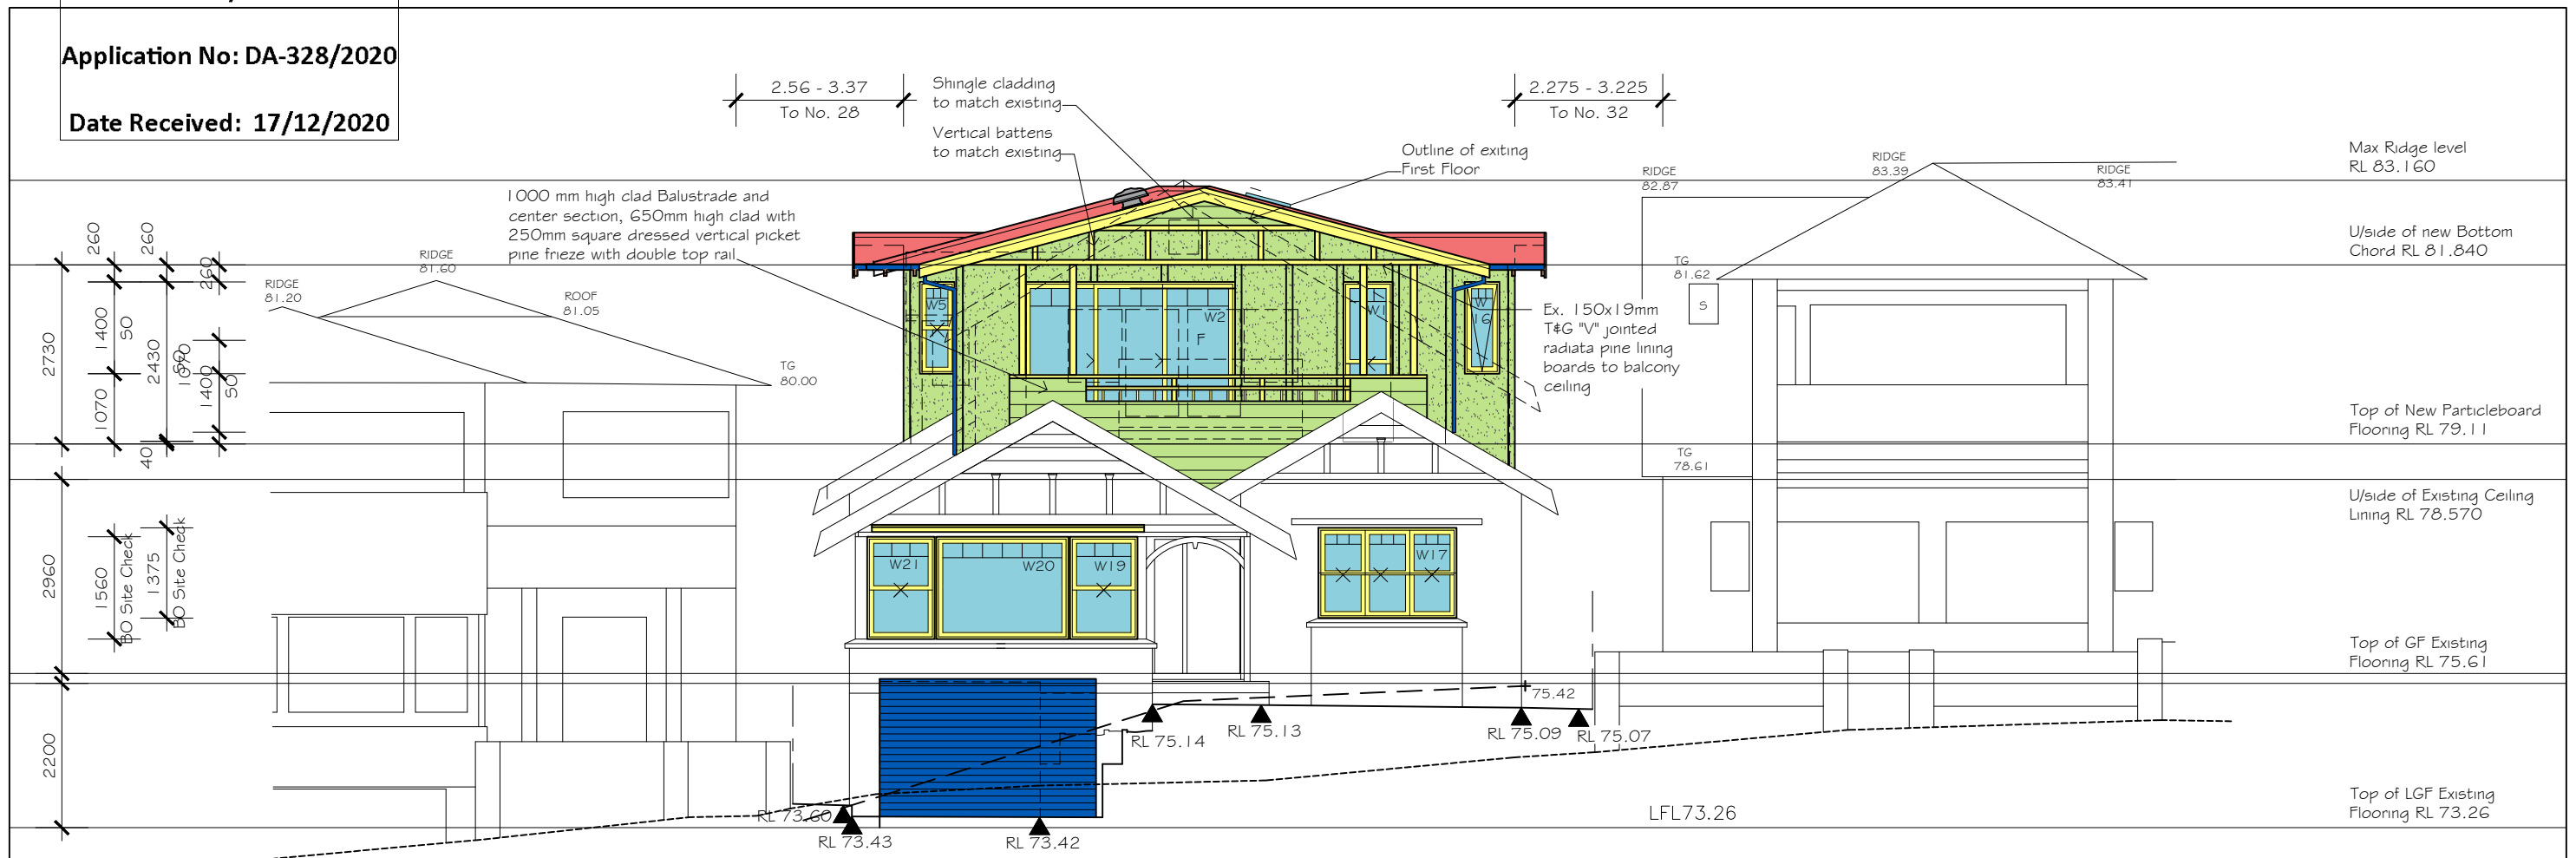 Application No: DA-328/2020
Date Received: 17/12/2020
2.56 - 3.37
To No. 28
Shingle cladding
to match existing
Vertical battens
to match existing
2.275 - 3.225
To No. 32
Outline of exiting
First Floor
1000 mm high clad Balustrade and
center section, 650mm high clad with
250mm square dressed vertical picket
pine frieze with double top rail
Ex. 150x19mm
T&G "V" jointed
radiata pine lining
boards to balcony
ceiling
RIDGE
81.20
RIDGE
81.60
ROOF
81.05
TG
80.00
RIDGE
82.87
RIDGE
83.39
RIDGE
83.41
TG
81.62
S
TG
78.61
Max Ridge level
RL 83.160
U/side of new Bottom
Chord RL 81.840
Top of New Particleboard
Flooring RL 79.11
U/side of Existing Ceiling
Lining RL 78.570
Top of GF Existing
Flooring RL 75.61
Top of LGF Existing
Flooring RL 73.26
260
260
260
2730
1400
SO
1070
2430
SO
1070
1400
SO
40
2960
1560
BO Site Check
1375
BO Site Check
2200
W5
W2
F
W1
W
16
W21
W20
W19
W17
75.42
RL 75.14
RL 75.13
RL 75.09
RL 75.07
RL 73.60
RL 73.43
RL 73.42
LFL73.26